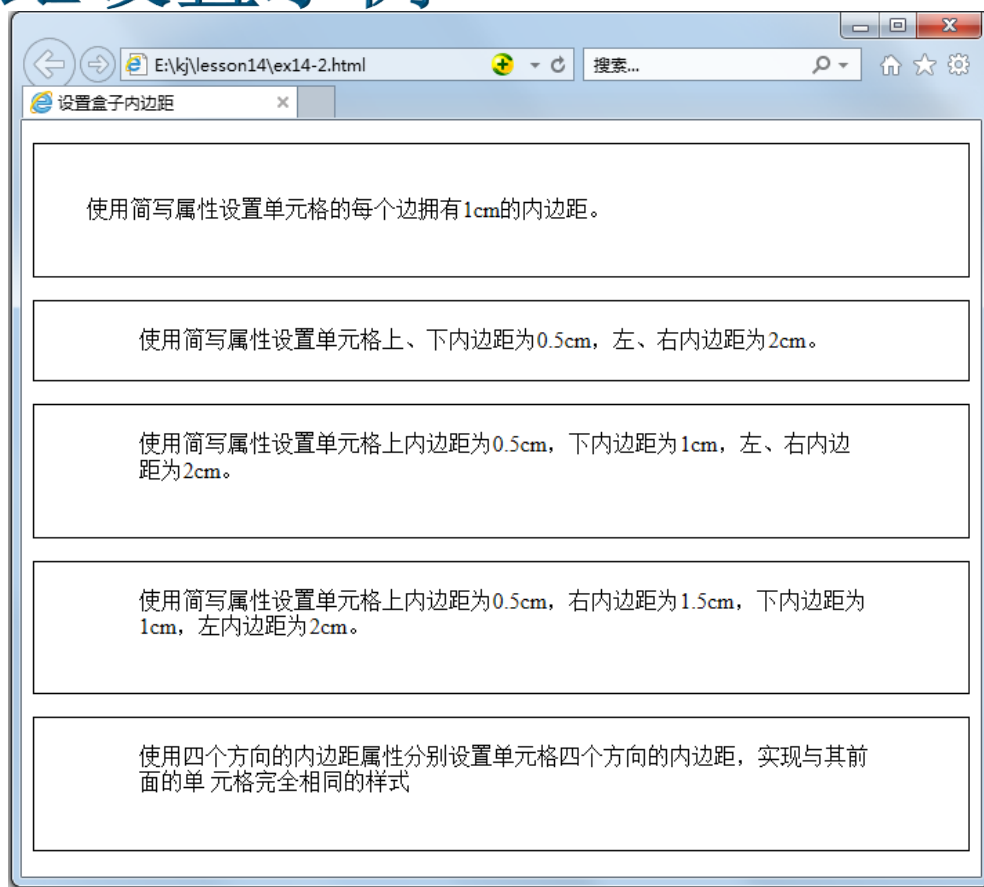 E:\kj\lesson14\ex14-2.html
搜索...
设置盒子内边距
使用简写属性设置单元格的每个边拥有1cm的内边距。
使用简写属性设置单元格上、下内边距为0.5cm，左、右内边距为2cm。
使用简写属性设置单元格上内边距为0.5cm，下内边距为1cm，左、右内边
距为2cm。
使用简写属性设置单元格上内边距为0.5cm，右内边距为1.5cm，下内边距为
1cm，左内边距为2cm。
使用四个方向的内边距属性分别设置单元格四个方向的内边距，实现与其前
面的单 元格完全相同的样式